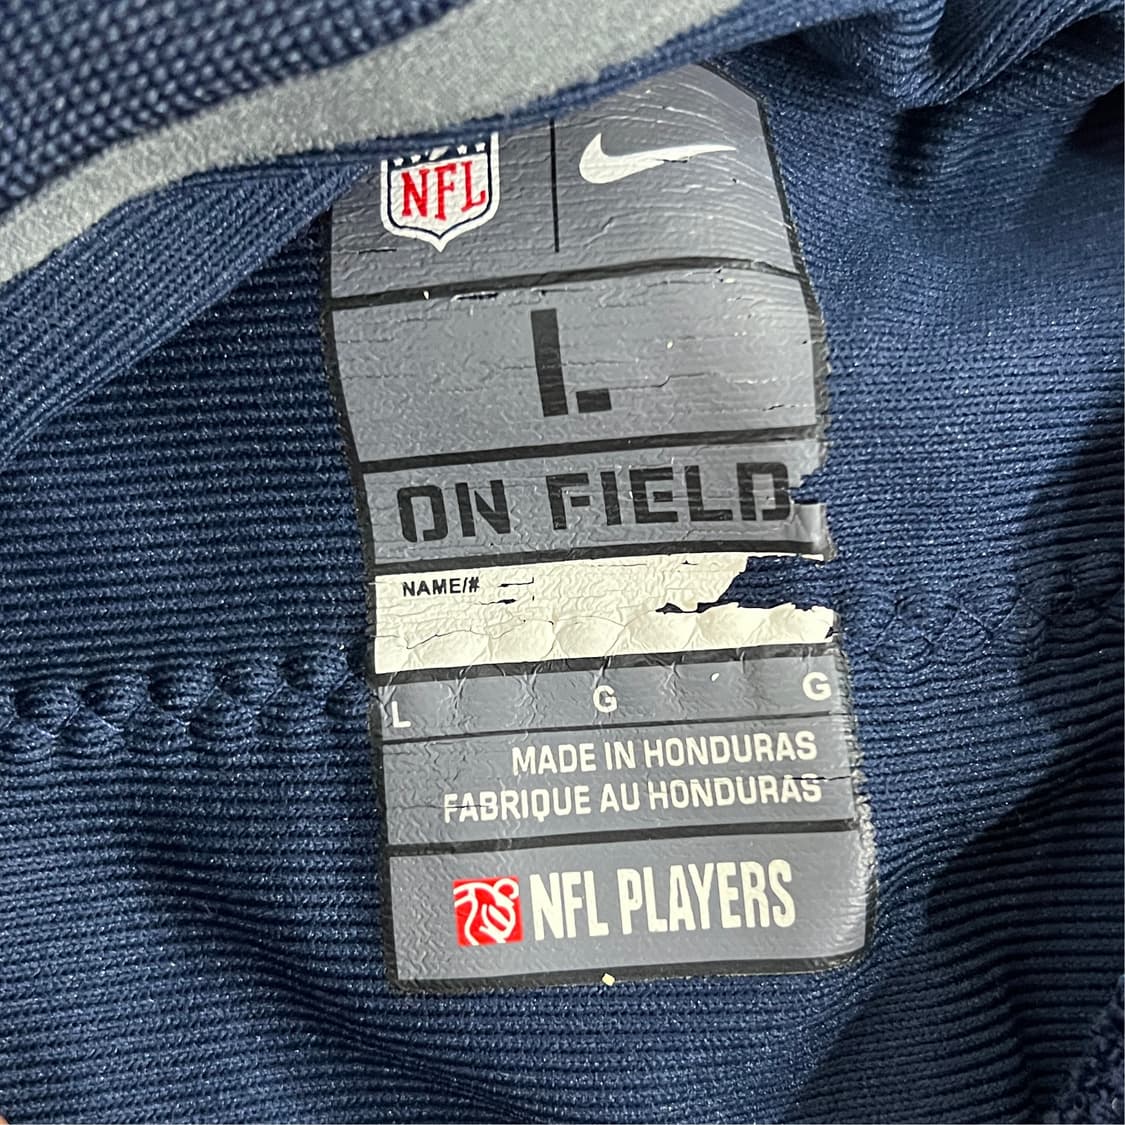 NFL
L
ON FIELD
NAME/#
L G G
MADE IN HONDURAS
FABRIQUE AU HONDURAS
NFL PLAYERS